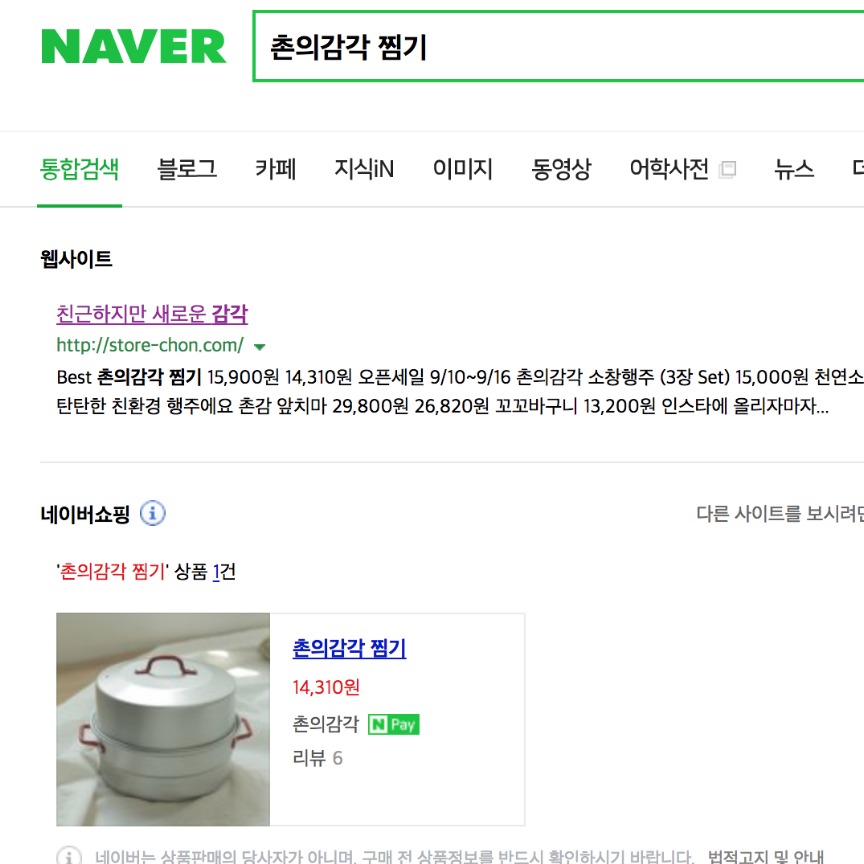 NAVER
촌의감각 찜기
통합검색 블로그 카페 지식iN 이미지 동영상 어학사전 뉴스
웹사이트
친근하지만 새로운 감각
http://store-chon.com/
Best 촌의감각 찜기 15,900원 14,310원 오픈세일 9/10~9/16 촌의감각 소창행주 (3장 Set) 15,000원 천연소
탄탄한 친환경 행주에요 촌감 앞치마 29,800원 26,820원 꼬꼬바구니 13,200원 인스타에 올리자마자...
네이버쇼핑
다른 사이트를 보시려면
'촌의감각 찜기' 상품 1건
촌의감각 찜기
14,310원
촌의감각 N Pay
리뷰 6
네이버는 상품판매의 당사자가 아니며, 구매 전 상품정보를 반드시 확인하시기 바랍니다. 법적고지 및 안내